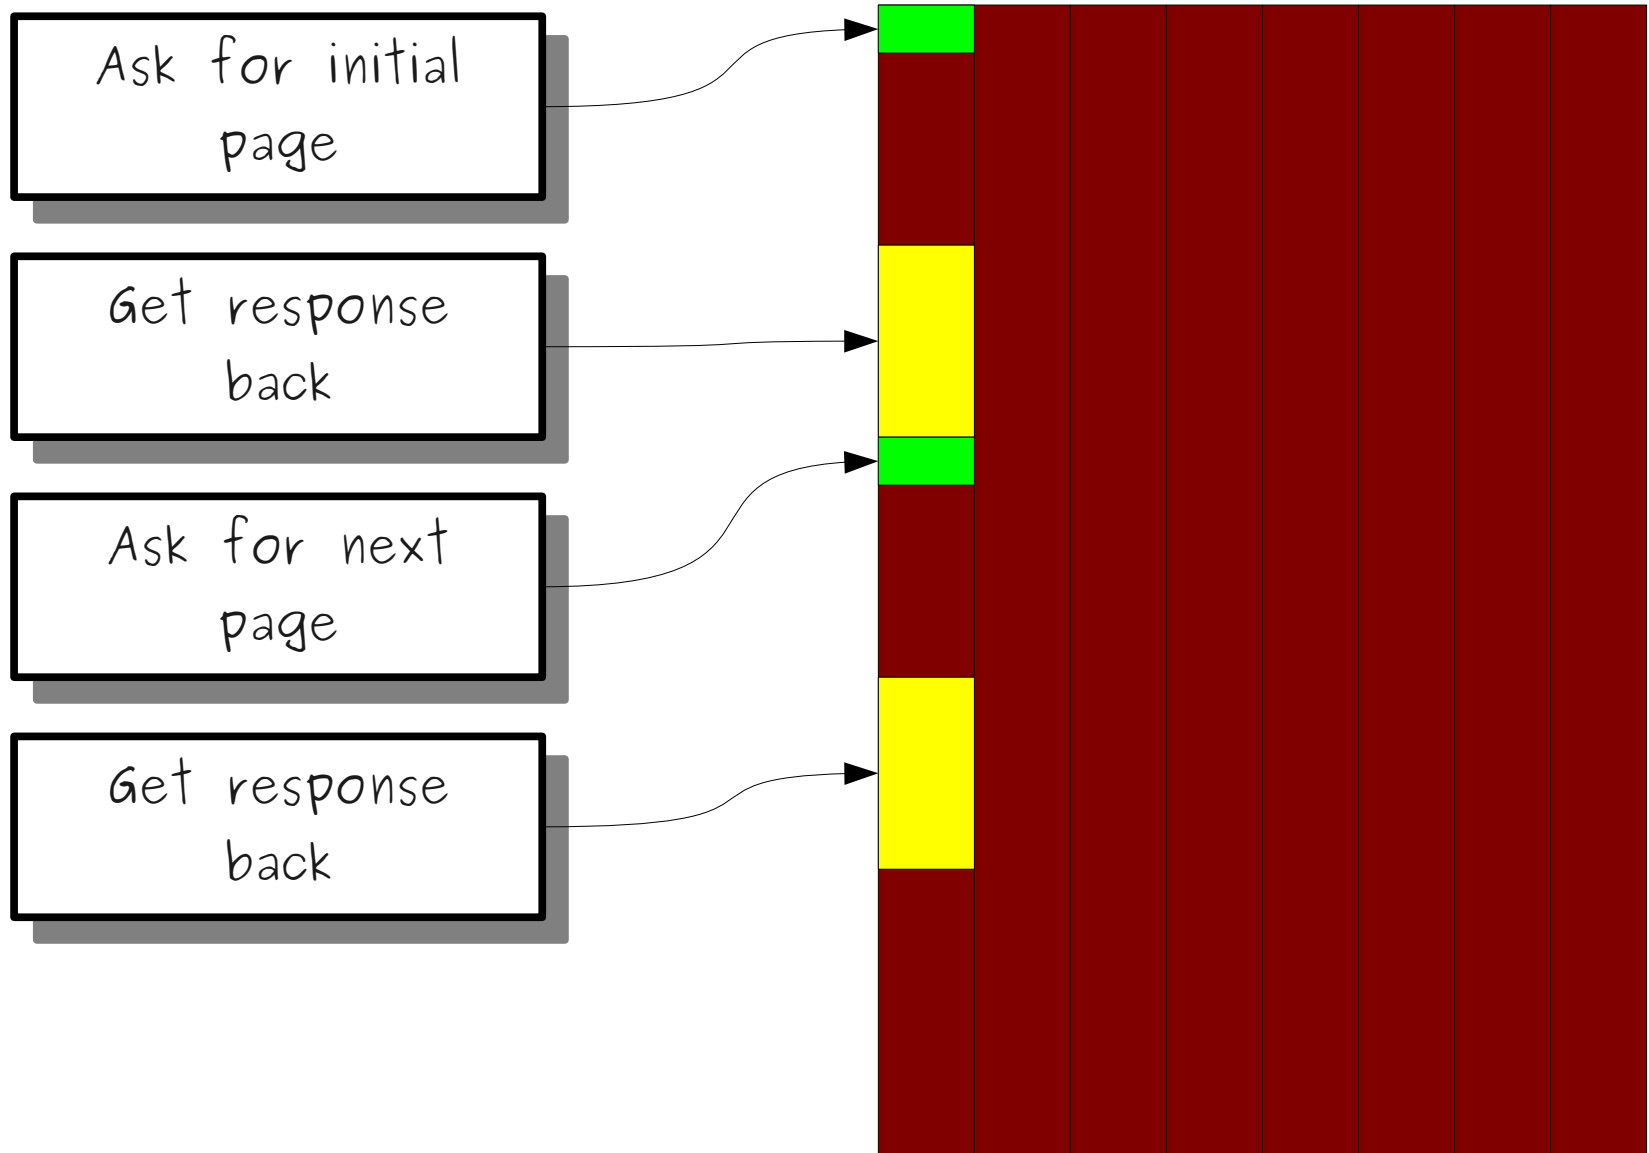 Ask for initial
page
Get response
back
Ask for next
page
Get response
back